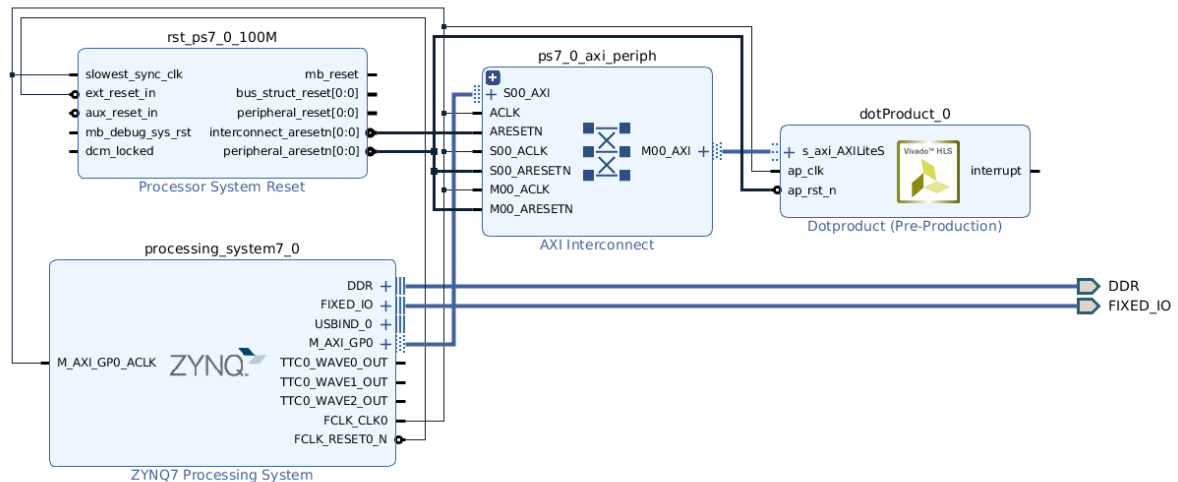 rst_ps7_0_100M
slowest_sync_clk
ext_reset_in
aux_reset_in
mb_debug_sys_rst
dcm_locked
mb_reset
bus_struct_reset[0:0]
peripheral_reset[0:0]
interconnect_aresetn[0:0]
peripheral_aresetn[0:0]
Processor System Reset
ps7_0_axi_periph
S00_AXI
ACLK
ARESETN
S00_ACLK
S00_ARESETN
M00_ACLK
M00_ARESETN
M00_AXI
AXI Interconnect
dotProduct_0
s_axi_AXILiteS
ap_clk
ap_rst_n
Vivado™ HLS
interrupt
Dotproduct (Pre-Production)
processing_system7_0
M_AXI_GP0_ACLK
ZYNQ
DDR
FIXED_IO
USBIND_0
M_AXI_GP0
TTC0_WAVE0_OUT
TTC0_WAVE1_OUT
TTC0_WAVE2_OUT
FCLK_CLK0
FCLK_RESET0_N
ZYNQ7 Processing System
DDR
FIXED_IO